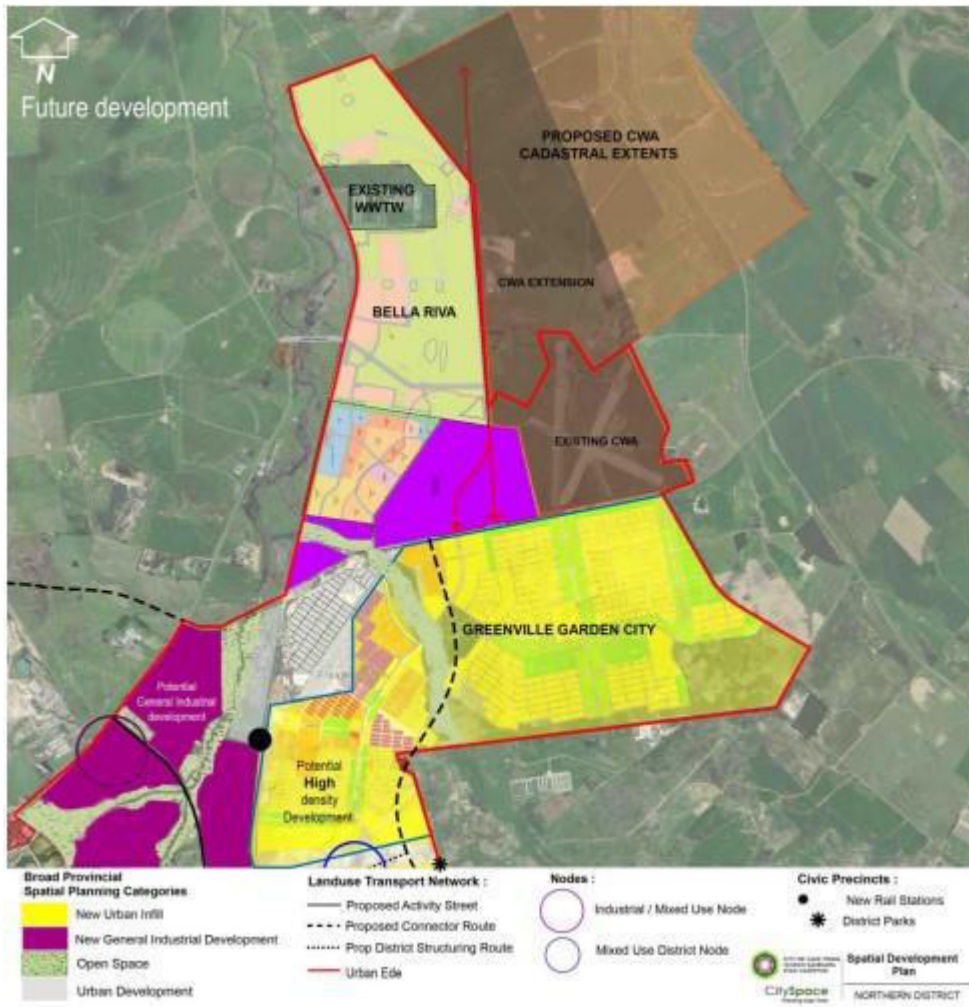 N
Future development
PROPOSED CWA
CADASTRAL EXTENTS
EXISTING
WWTW
CWA EXTENSION
BELLA RIVA
EXISTING CWA
GREENVILLE GARDEN CITY
Potential
General Industrial
development
Potential
High
density
Development
Broad Provincial
Spatial Planning Categories
New Urban Infill
New General Industrial Development
Open Space
Urban Development
Landuse Transport Network :
Proposed Activity Street
Proposed Connector Route
Prop District Structuring Route
Urban Ede
Nodes :
Industrial / Mixed Use Node
Mixed Use District Node
Civic Precincts :
New Rail Stations
District Parks
CitySpace
Spatial Development
Plan
NORTHERN DISTRICT